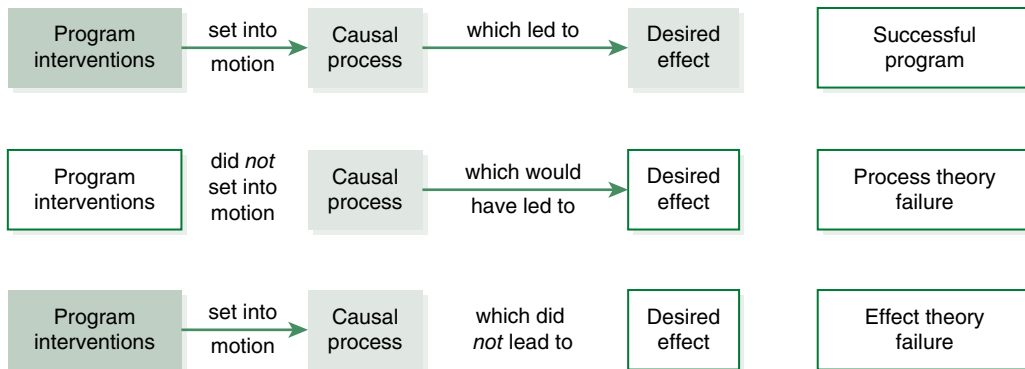 Program
interventions
set into
motion
Causal
process
which led to
Desired
effect
Successful
program
Program
interventions
did not
set into
motion
Causal
process
which would
have led to
Desired
effect
Process theory
failure
Program
interventions
set into
motion
Causal
process
which did
not lead to
Desired
effect
Effect theory
failure